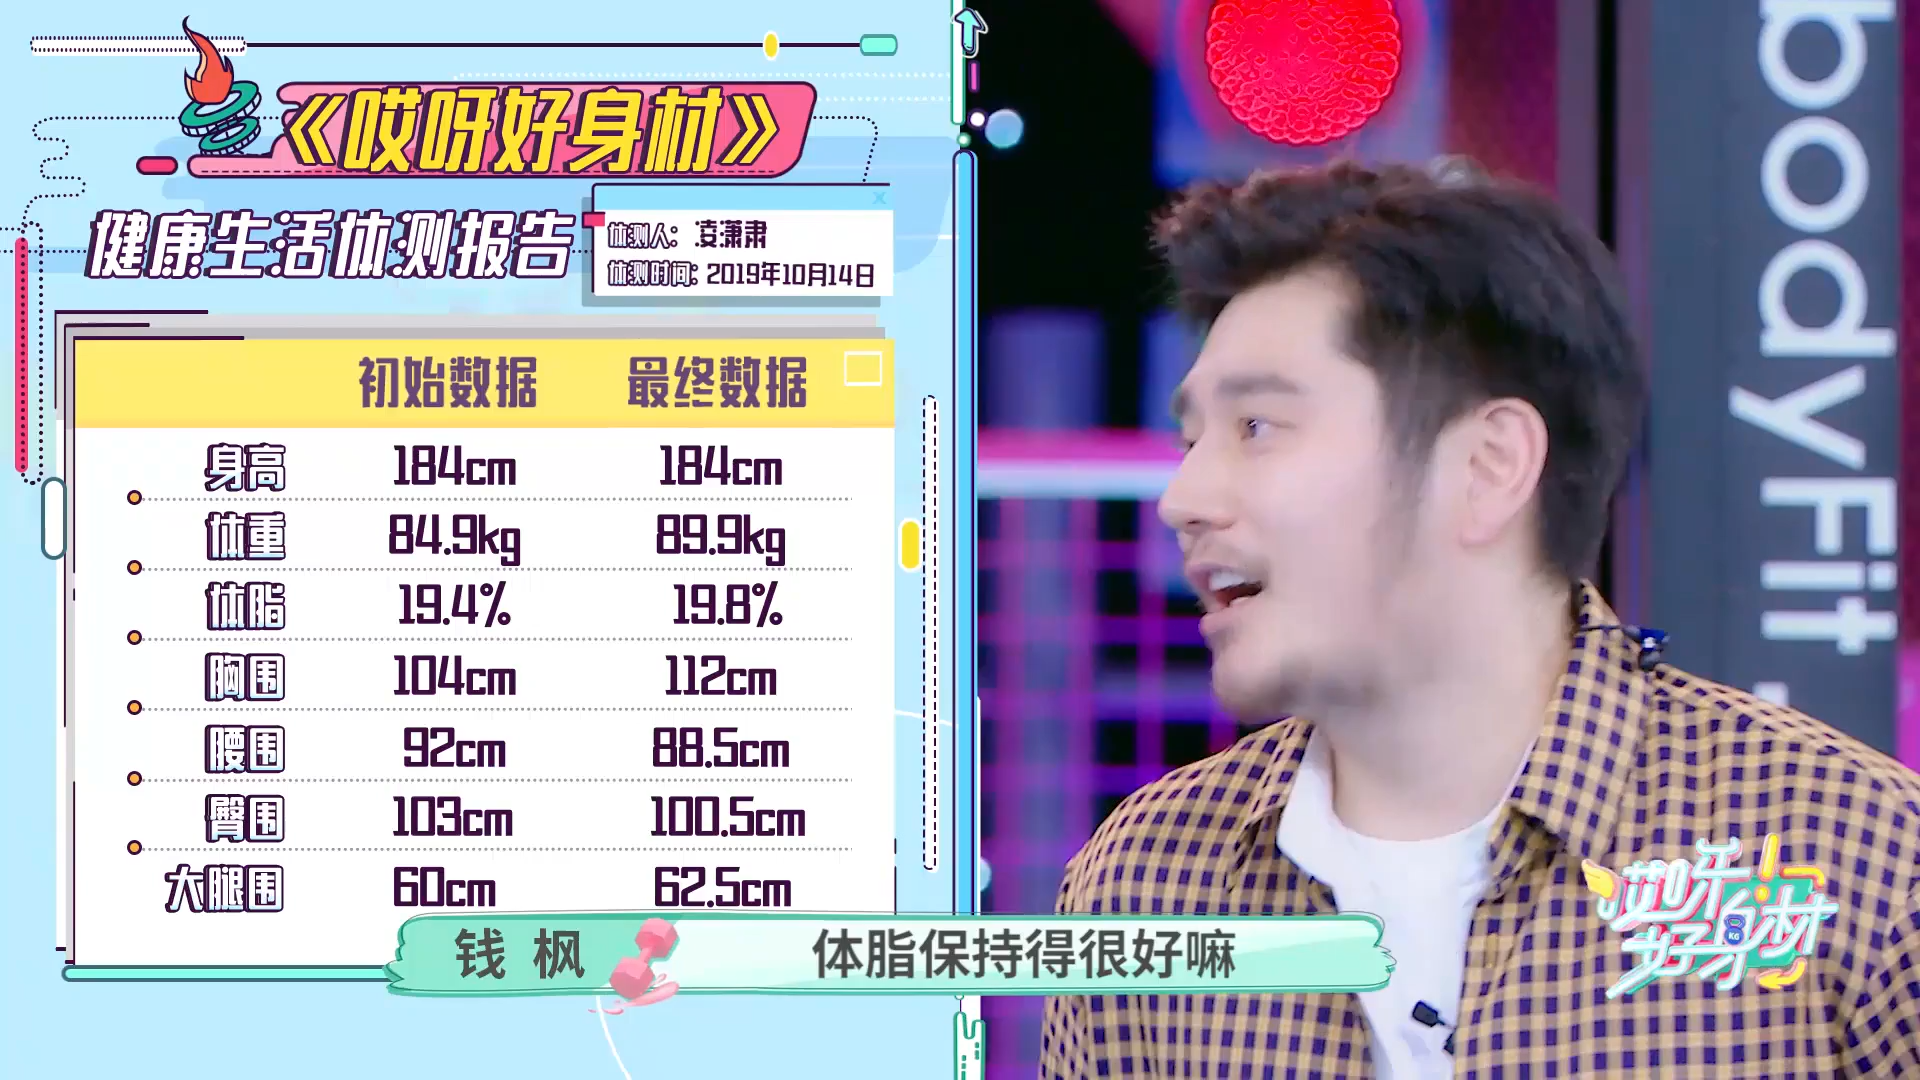 《哎呀好身材》
健康生活体测报告
体测人：凌潇肃
体测时间：2019年10月14日
初始数据 最终数据
身高 184cm 184cm
体重 84.9kg 89.9kg
体脂 19.4% 19.8%
胸围 104cm 112cm
腰围 92cm 88.5cm
臀围 103cm 100.5cm
大腿围 60cm 62.5cm
钱枫 体脂保持得很好嘛
bodyFit
哎呀好身材
KG